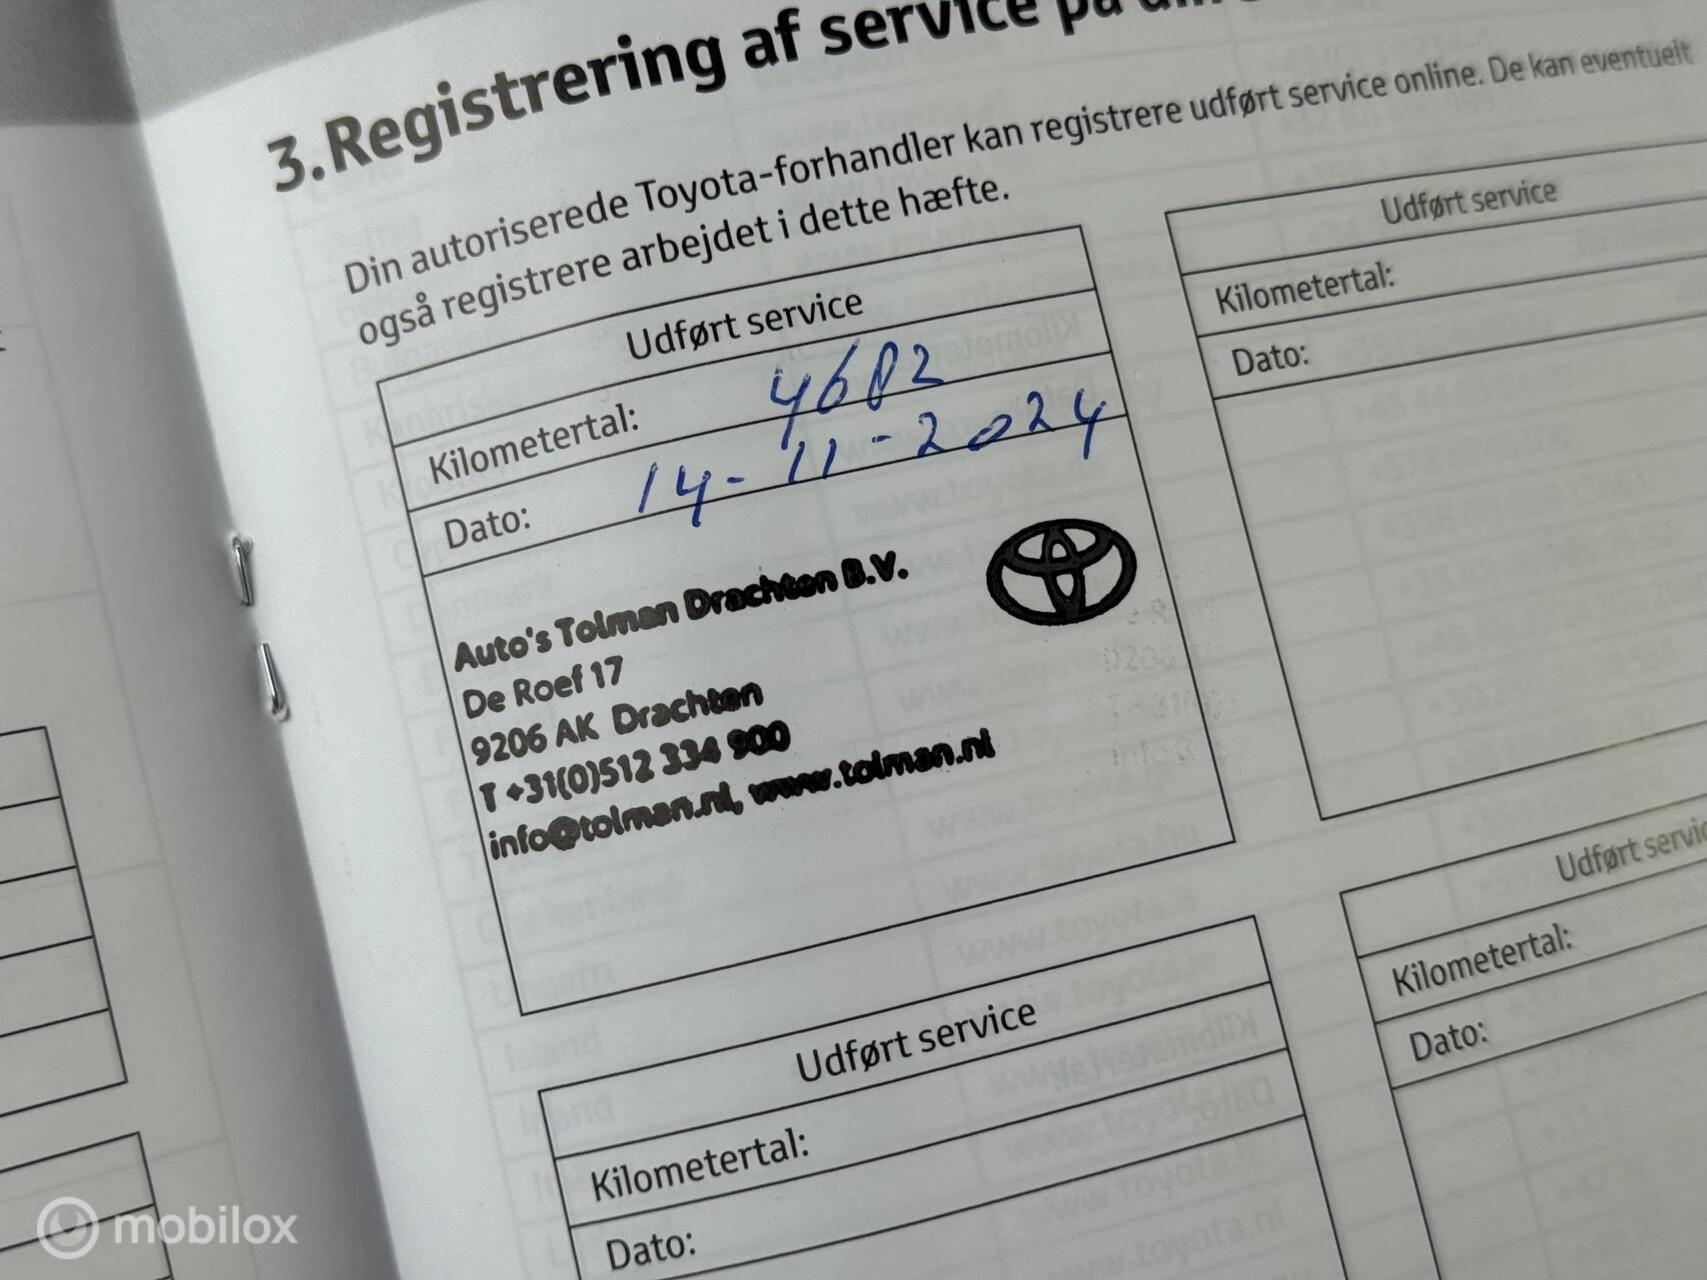 3. Registrering af service på
Din autoriserede Toyota-forhandler kan registrere udført service online. De kan eventuelt
også registrere arbejdet i dette hæfte.
Udført service
Kilometertal: 4682
Dato: 14-11-2024
Auto's Tolman Drachten B.V.
De Roef 17
9206 AK Drachten
T +31(0)512 334 900
info@tolman.nl, www.tolman.nl
Udført service
Kilometertal:
Dato:
Udført service
Kilometertal:
Dato:
Udført servic
Kilometertal:
Dato:
mobilox